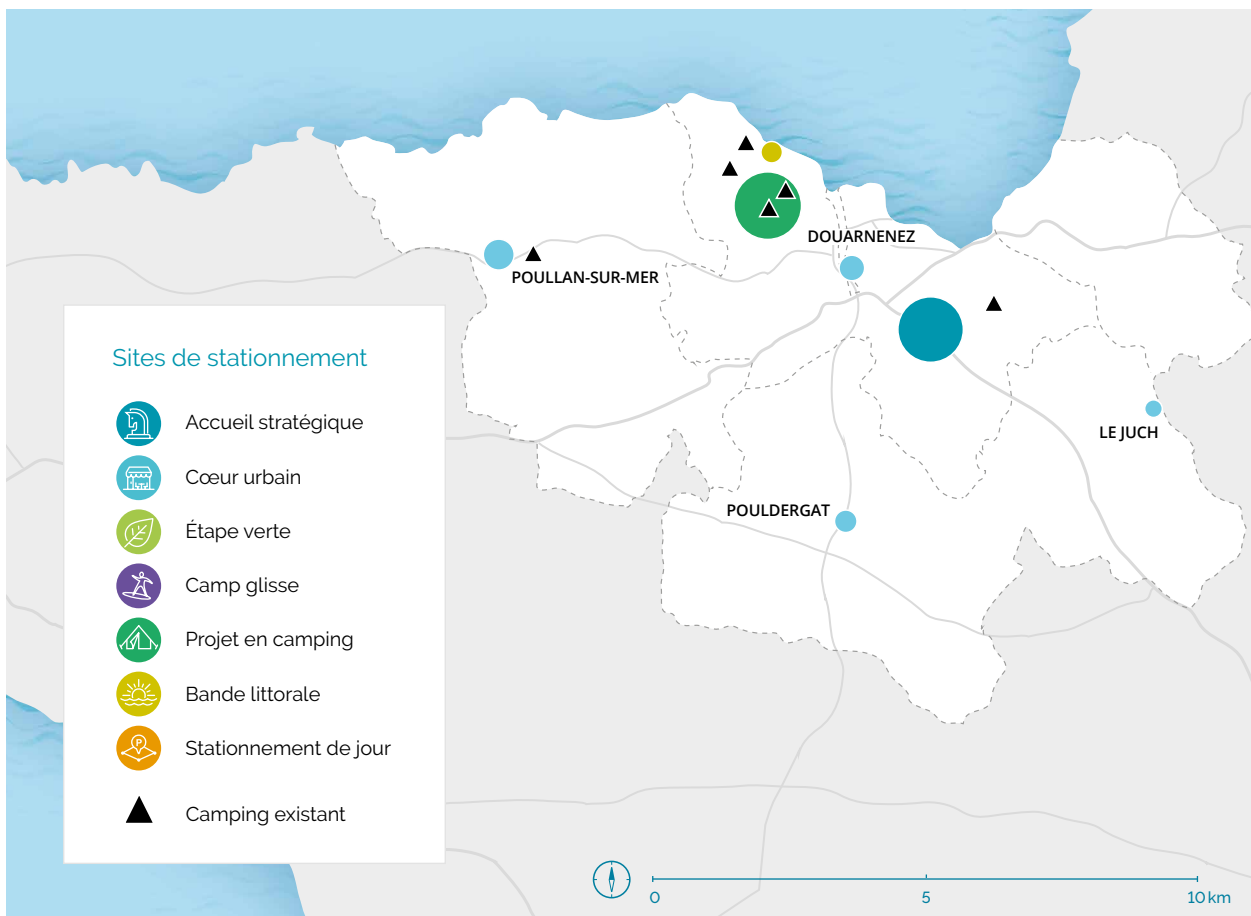 DOUARNENEZ
POULLAN-SUR-MER
LE JUCH
POULDERGAT
Sites de stationnement
Accueil stratégique
Cœur urbain
Étape verte
Camp glisse
Projet en camping
Bande littorale
P
Stationnement de jour
Camping existant
0 5 10 km